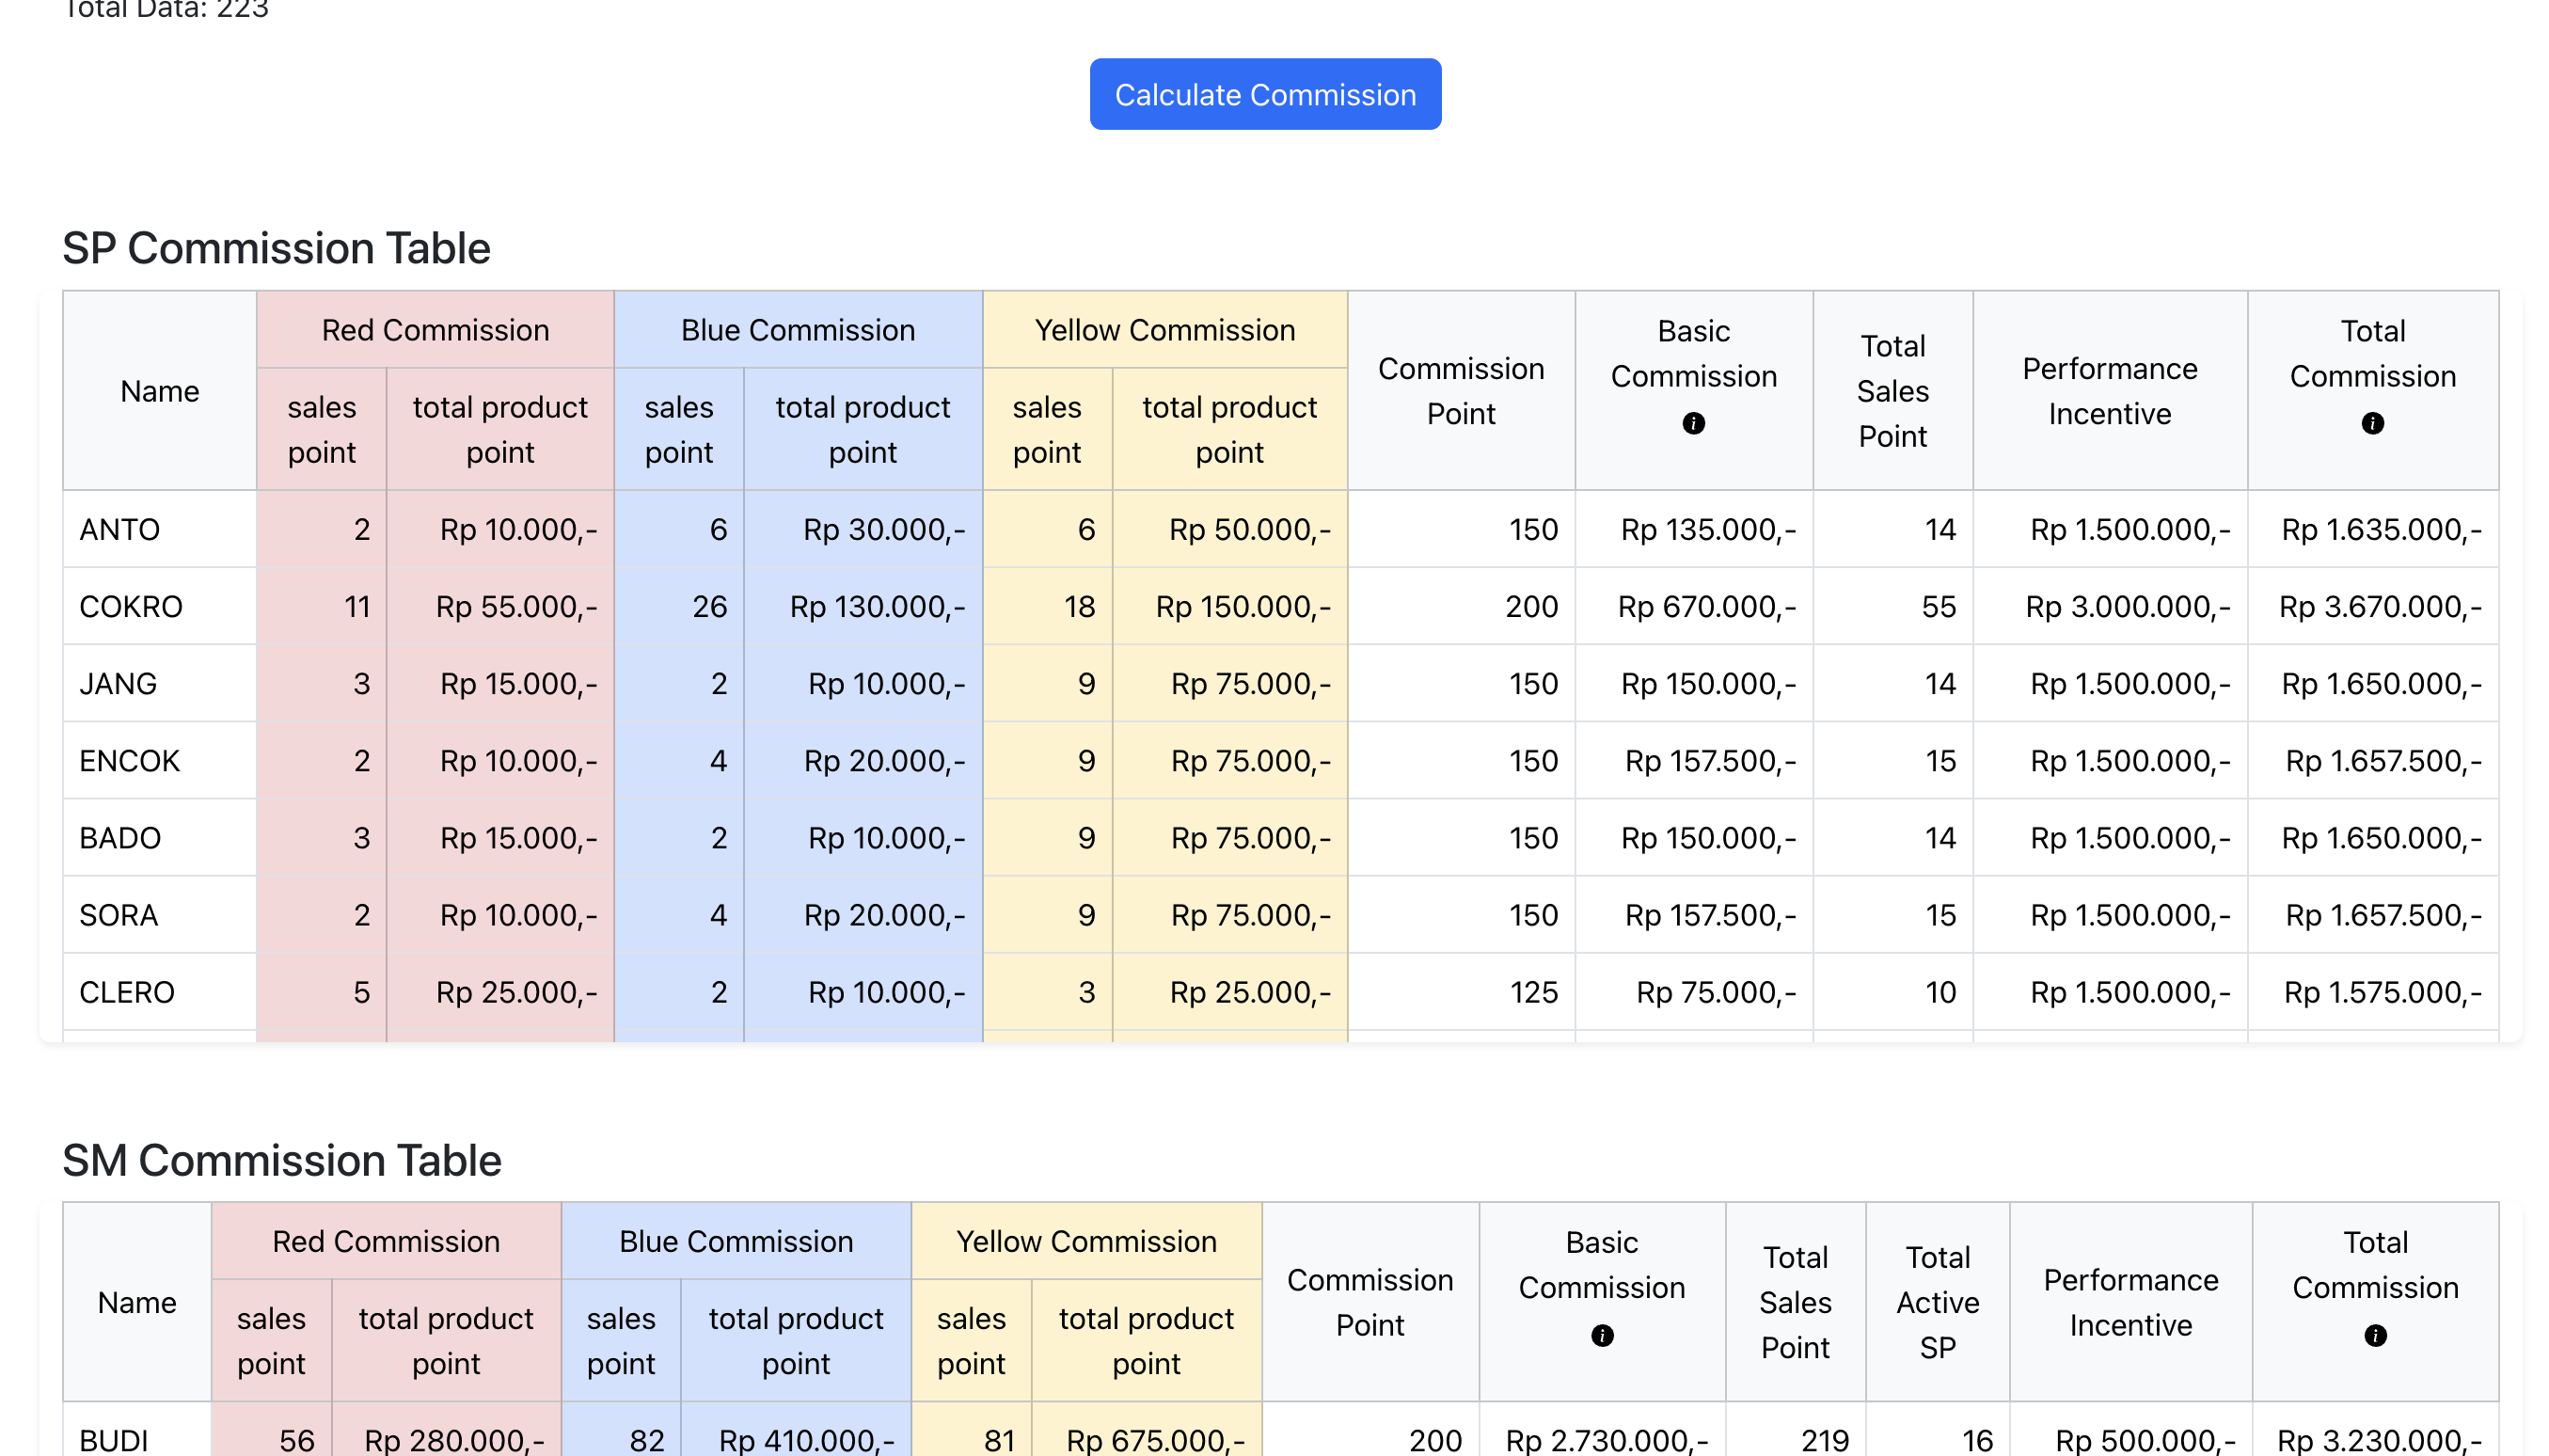 Total Data: 223
Calculate Commission
SP Commission Table
Name Red Commission Blue Commission Yellow Commission Commission Point Basic Commission Total Sales Point Performance Incentive Total Commission
sales point total product point sales point total product point sales point total product point
ANTO 2 Rp 10.000,- 6 Rp 30.000,- 6 Rp 50.000,- 150 Rp 135.000,- 14 Rp 1.500.000,- Rp 1.635.000,-
COKRO 11 Rp 55.000,- 26 Rp 130.000,- 18 Rp 150.000,- 200 Rp 670.000,- 55 Rp 3.000.000,- Rp 3.670.000,-
JANG 3 Rp 15.000,- 2 Rp 10.000,- 9 Rp 75.000,- 150 Rp 150.000,- 14 Rp 1.500.000,- Rp 1.650.000,-
ENCOK 2 Rp 10.000,- 4 Rp 20.000,- 9 Rp 75.000,- 150 Rp 157.500,- 15 Rp 1.500.000,- Rp 1.657.500,-
BADO 3 Rp 15.000,- 2 Rp 10.000,- 9 Rp 75.000,- 150 Rp 150.000,- 14 Rp 1.500.000,- Rp 1.650.000,-
SORA 2 Rp 10.000,- 4 Rp 20.000,- 9 Rp 75.000,- 150 Rp 157.500,- 15 Rp 1.500.000,- Rp 1.657.500,-
CLERO 5 Rp 25.000,- 2 Rp 10.000,- 3 Rp 25.000,- 125 Rp 75.000,- 10 Rp 1.500.000,- Rp 1.575.000,-
SM Commission Table
Name Red Commission Blue Commission Yellow Commission Commission Point Basic Commission Total Sales Point Total Active SP Performance Incentive Total Commission
sales point total product point sales point total product point sales point total product point
BUDI 56 Rp 280.000,- 82 Rp 410.000,- 81 Rp 675.000,- 200 Rp 2.730.000,- 219 16 Rp 500.000,- Rp 3.230.000,-